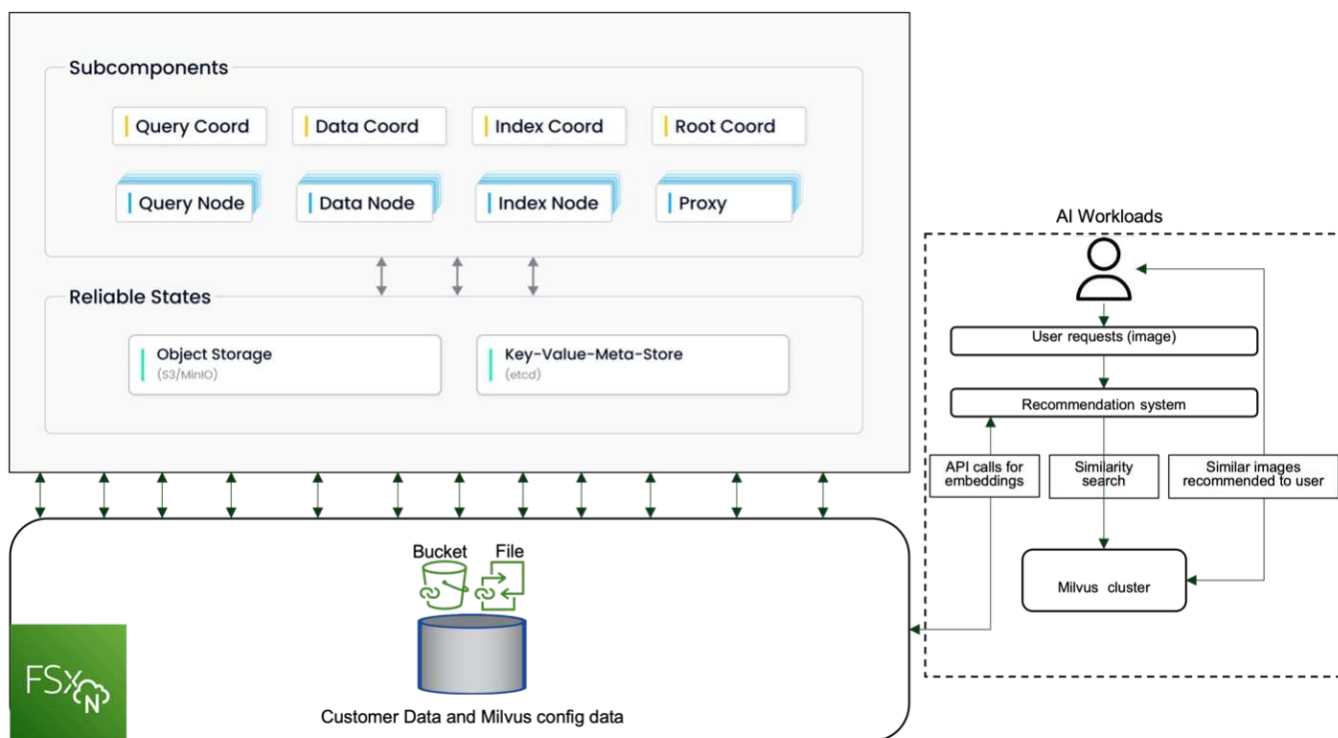 Subcomponents
Query Coord
Data Coord
Index Coord
Root Coord
Query Node
Data Node
Index Node
Proxy
Reliable States
Object Storage
(S3/MinIO)
Key-Value-Meta-Store
(etcd)
Bucket
File
FSx
N
Customer Data and Milvus config data
AI Workloads
User requests (image)
Recommendation system
API calls for
embeddings
Similarity
search
Similar images
recommended to user
Milvus cluster